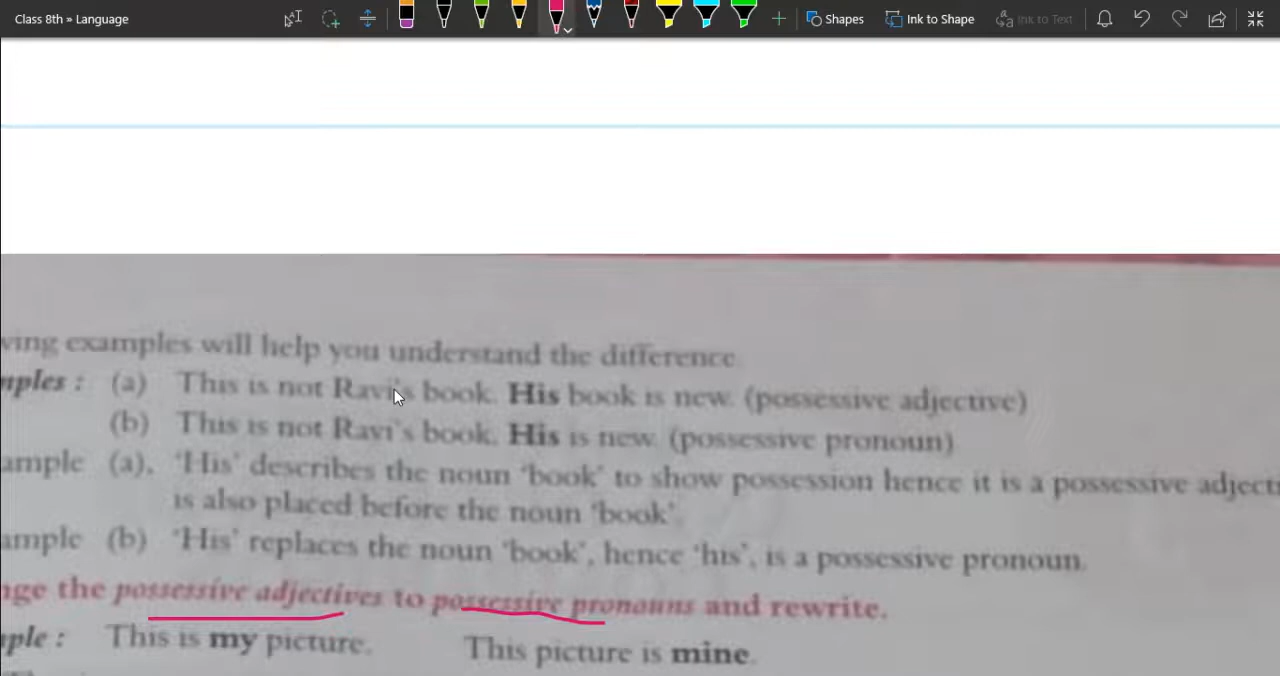 Class 8th » Language
Shapes
Ink to Shape
Ink to Text
ving examples will help you understand the difference.
nples : (a) This is not Ravi's book. His book is new. (possessive adjective)
(b) This is not Ravi's book. His is new. (possessive pronoun)
ample (a), 'His' describes the noun 'book' to show possession hence it is a possessive adjecti
is also placed before the noun 'book'.
ample (b) 'His' replaces the noun 'book', hence 'his', is a possessive pronoun.
nge the possessive adjectives to possessive pronouns and rewrite.
nple : This is my picture. This picture is mine.